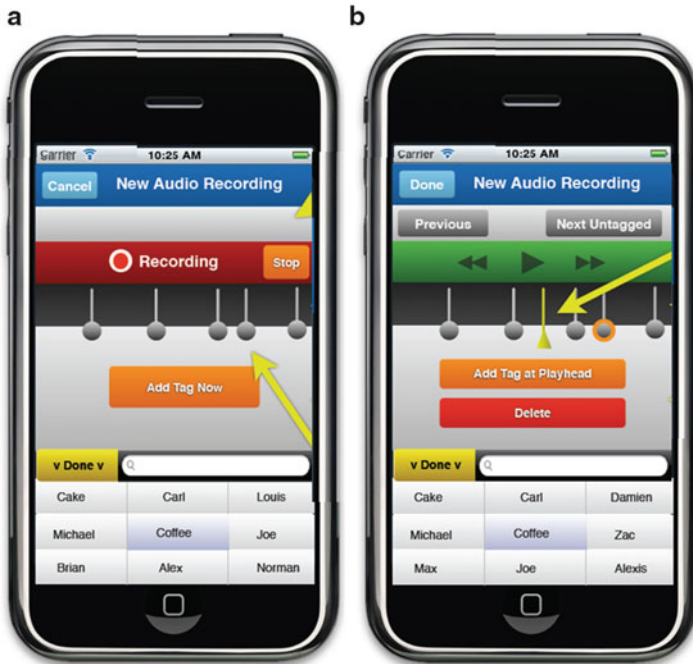 a
Carrier 10:25 AM
Cancel New Audio Recording
Recording Stop
Add Tag Now
v Done v
Cake Carl Louis
Michael Coffee Joe
Brian Alex Norman
b
Carrier 10:25 AM
Done New Audio Recording
Previous Next Untagged
Add Tag at Playhead
Delete
v Done v
Cake Carl Damien
Michael Coffee Zac
Max Joe Alexis